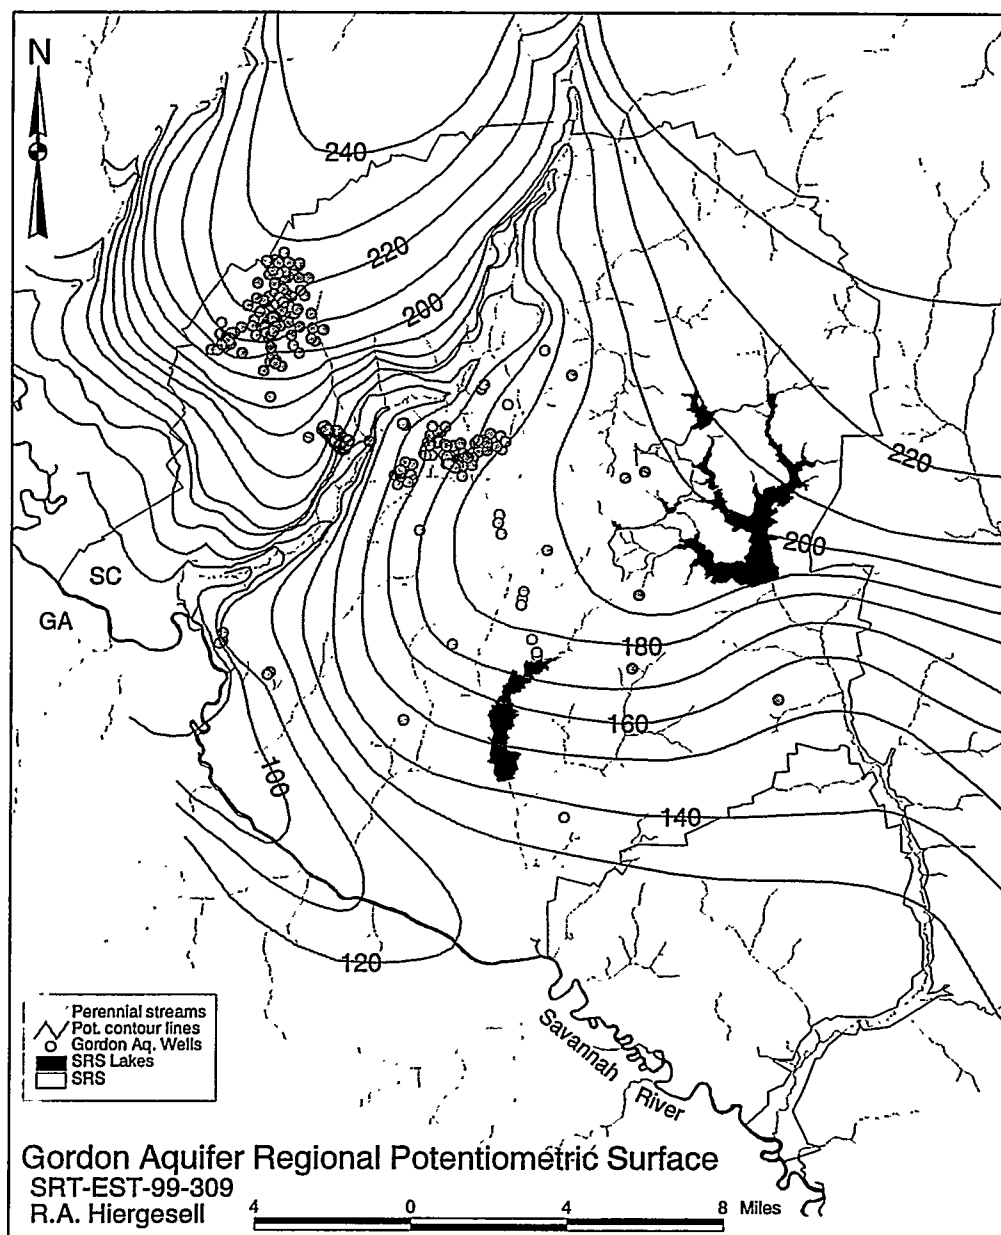 N
240
220
200
220
200
SC
GA
180
160
100
140
120
Perennial streams
Pot. contour lines
Gordon Aq. Wells
SRS Lakes
SRS
Savannah River
Gordon Aquifer Regional Potentiometric Surface
SRT-EST-99-309
R.A. Hiergesell
4 0 4 8 Miles